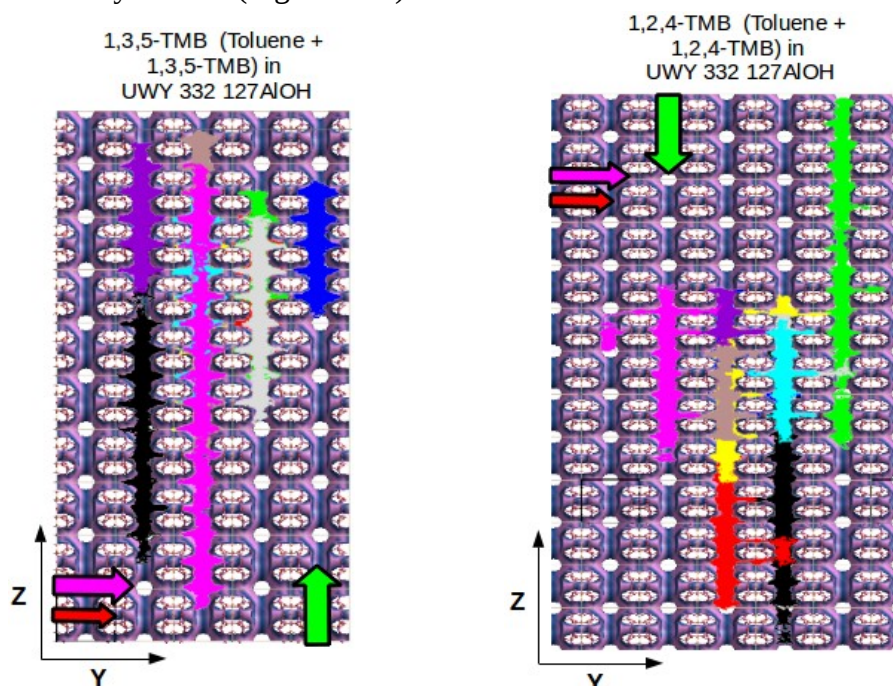 1,3,5-TMB (Toluene +
1,3,5-TMB) in
UWY 332 127AlOH
Z
Y
1,2,4-TMB (Toluene +
1,2,4-TMB) in
UWY 332 127AlOH
Z
Y